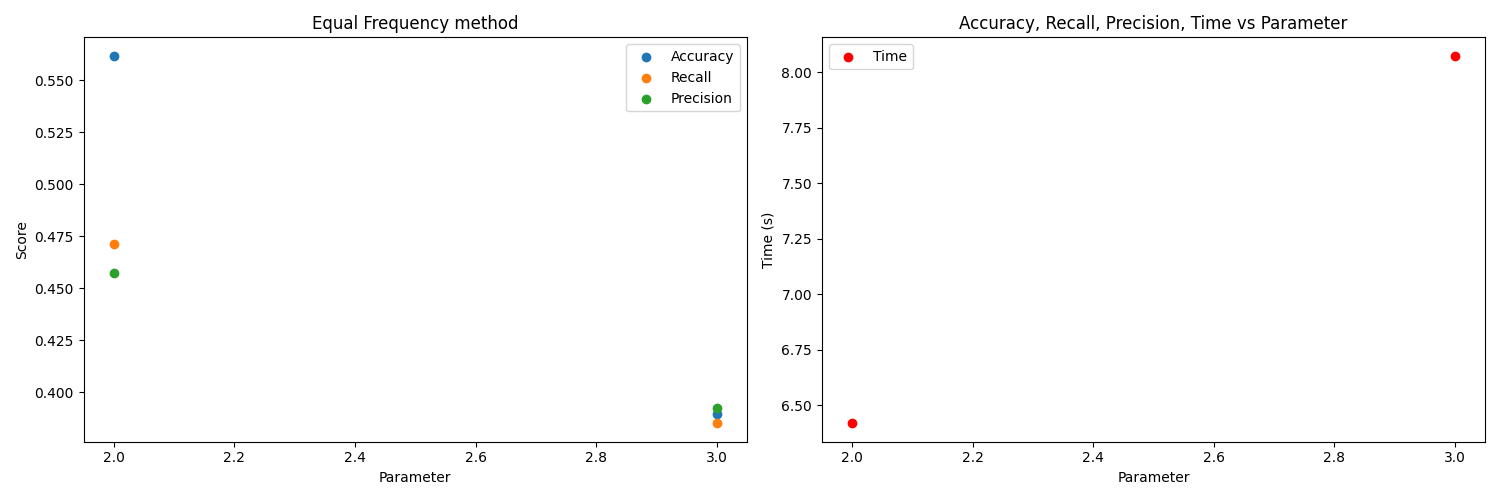 Equal Frequency method
Accuracy
Recall
Precision
0.550
0.525
0.500
0.475
0.450
0.425
0.400
Score
2.0 2.2 2.4 2.6 2.8 3.0
Parameter
Accuracy, Recall, Precision, Time vs Parameter
Time
8.00
7.75
7.50
7.25
7.00
6.75
6.50
Time (s)
2.0 2.2 2.4 2.6 2.8 3.0
Parameter